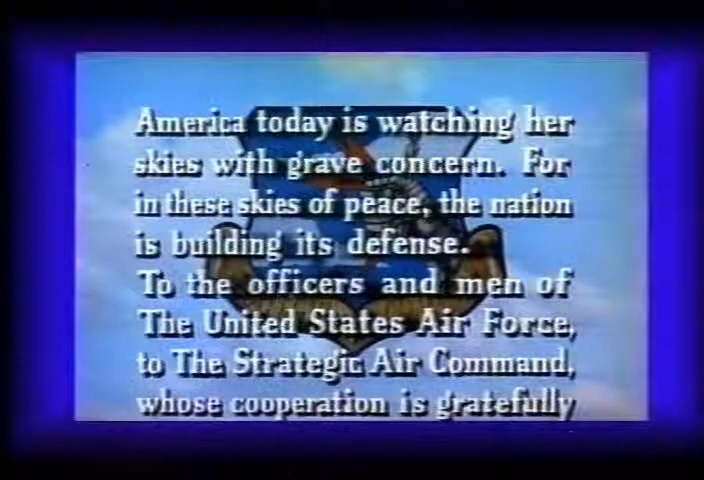 America today is watching her
skies with grave concern. For
in these skies of peace, the nation
is building its defense.
To the officers and men of
The United States Air Force,
to The Strategic Air Command,
whose cooperation is gratefully